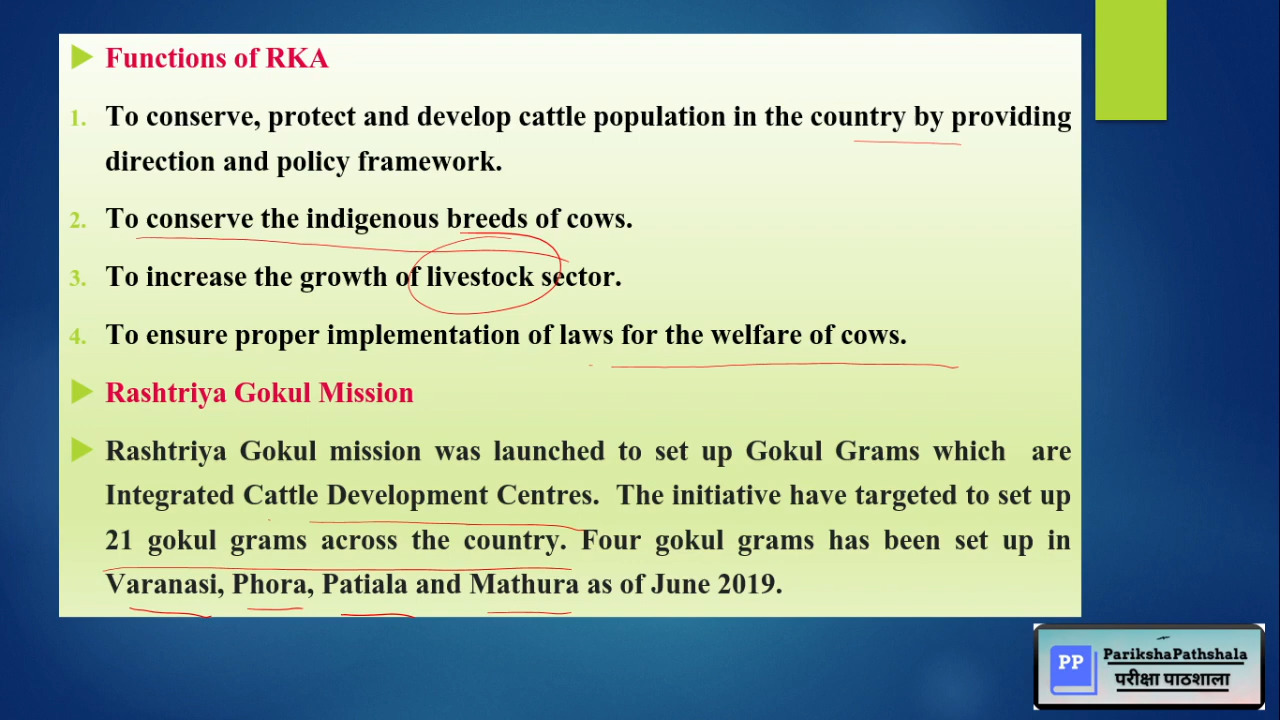 Functions of RKA
1. To conserve, protect and develop cattle population in the country by providing
direction and policy framework.
2. To conserve the indigenous breeds of cows.
3. To increase the growth of livestock sector.
4. To ensure proper implementation of laws for the welfare of cows.
Rashtriya Gokul Mission
Rashtriya Gokul mission was launched to set up Gokul Grams which are
Integrated Cattle Development Centres. The initiative have targeted to set up
21 gokul grams across the country. Four gokul grams has been set up in
Varanasi, Phora, Patiala and Mathura as of June 2019.
PP
ParikshaPathshala
परीक्षा पाठशाला